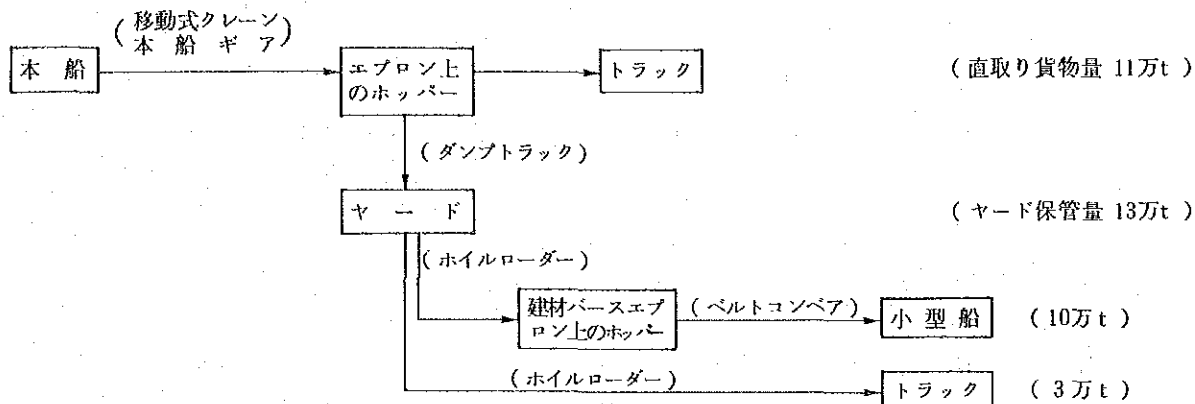 (移動式クレーン
本船ギア)
本船
エプロン上
のホッパー
トラック
(直取り貨物量 11万t)
(ダンプトラック)
ヤード
(ヤード保管量 13万t)
(ホイルローダー)
建材バースエプ
ロン上のホッパー
(ベルトコンベア)
小型船
(10万t)
(ホイルローダー)
トラック
(3万t)